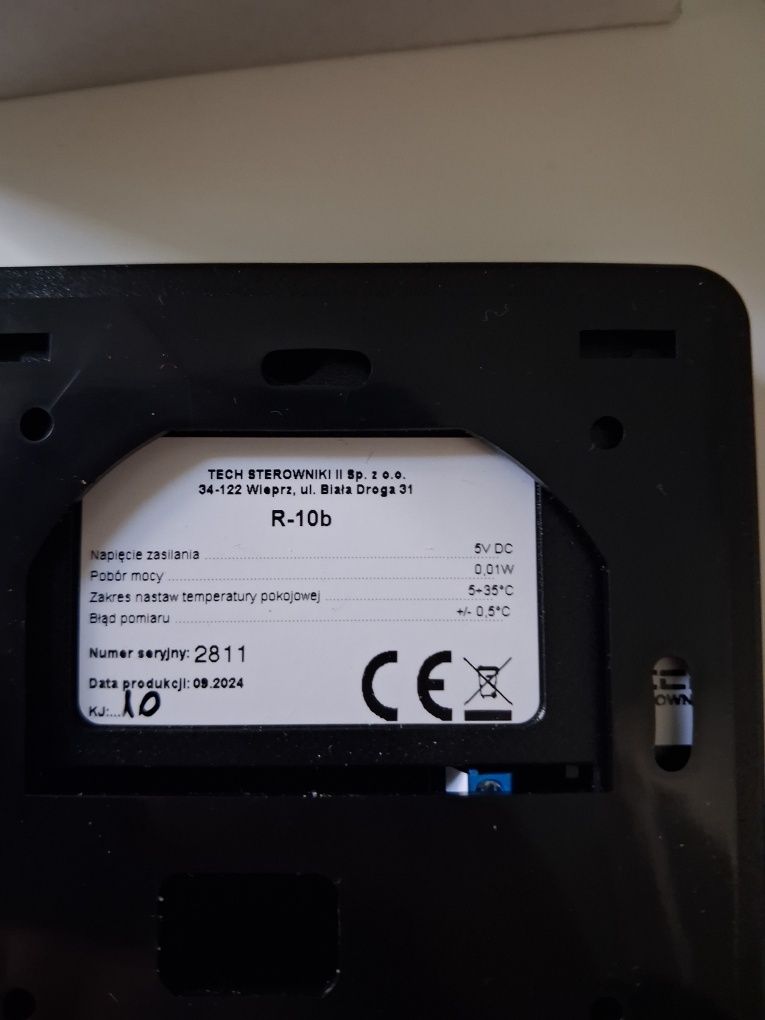 TECH STEROWNIKI II Sp. z o.o.
34-122 Wieprz, ul. Biała Droga 31
R-10b
Napięcie zasilania 5V DC
Pobór mocy 0,01W
Zakres nastaw temperatury pokojowej 5÷35°C
Błąd pomiaru +/- 0,5°C
Numer seryjny: 2811
Data produkcji: 09.2024
KJ:...10
CE